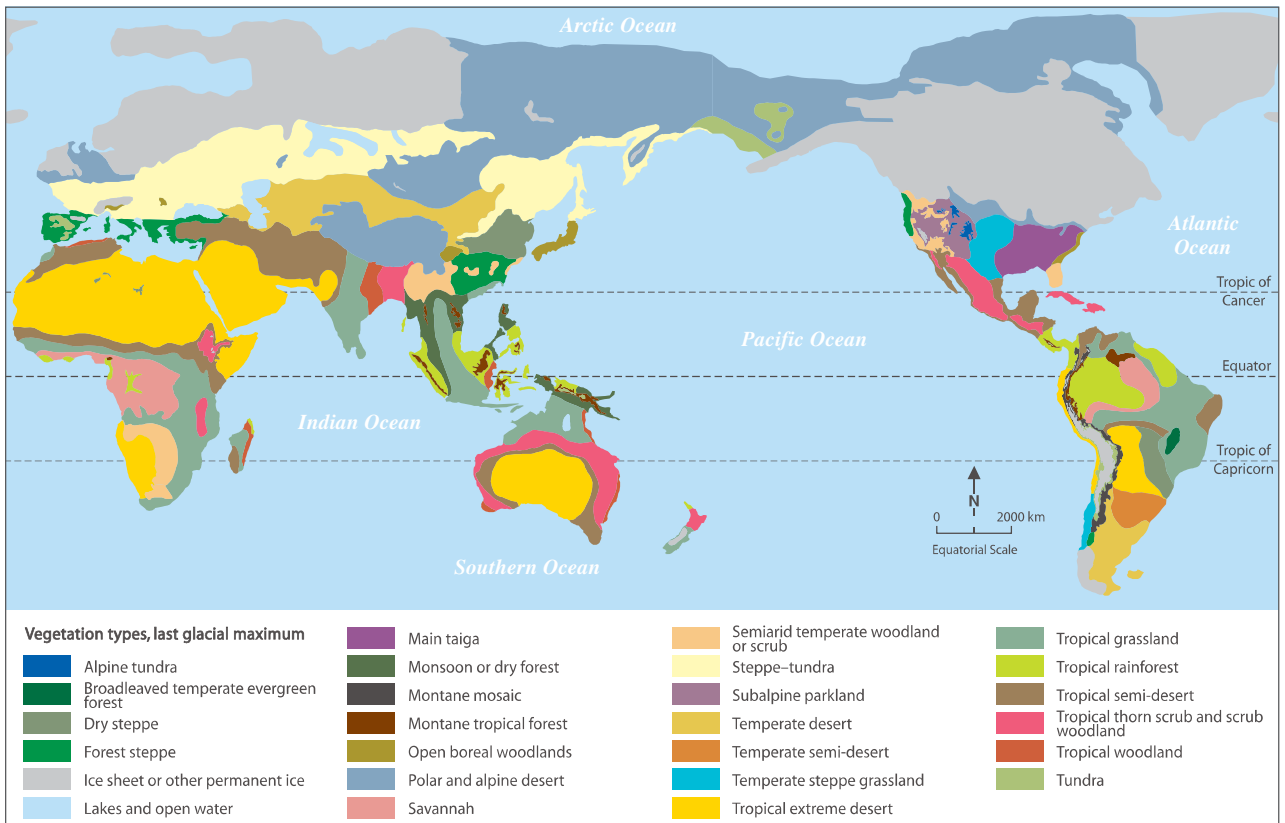 Arctic Ocean
Atlantic
Ocean
Tropic of
Cancer
Pacific Ocean
Equator
Indian Ocean
Tropic of
Capricorn
N
0 2000 km
Equatorial Scale
Southern Ocean
Vegetation types, last glacial maximum
Alpine tundra
Broadleaved temperate evergreen
forest
Dry steppe
Forest steppe
Ice sheet or other permanent ice
Lakes and open water
Main taiga
Monsoon or dry forest
Montane mosaic
Montane tropical forest
Open boreal woodlands
Polar and alpine desert
Savannah
Semiarid temperate woodland
or scrub
Steppe–tundra
Subalpine parkland
Temperate desert
Temperate semi-desert
Temperate steppe grassland
Tropical extreme desert
Tropical grassland
Tropical rainforest
Tropical semi-desert
Tropical thorn scrub and scrub
woodland
Tropical woodland
Tundra